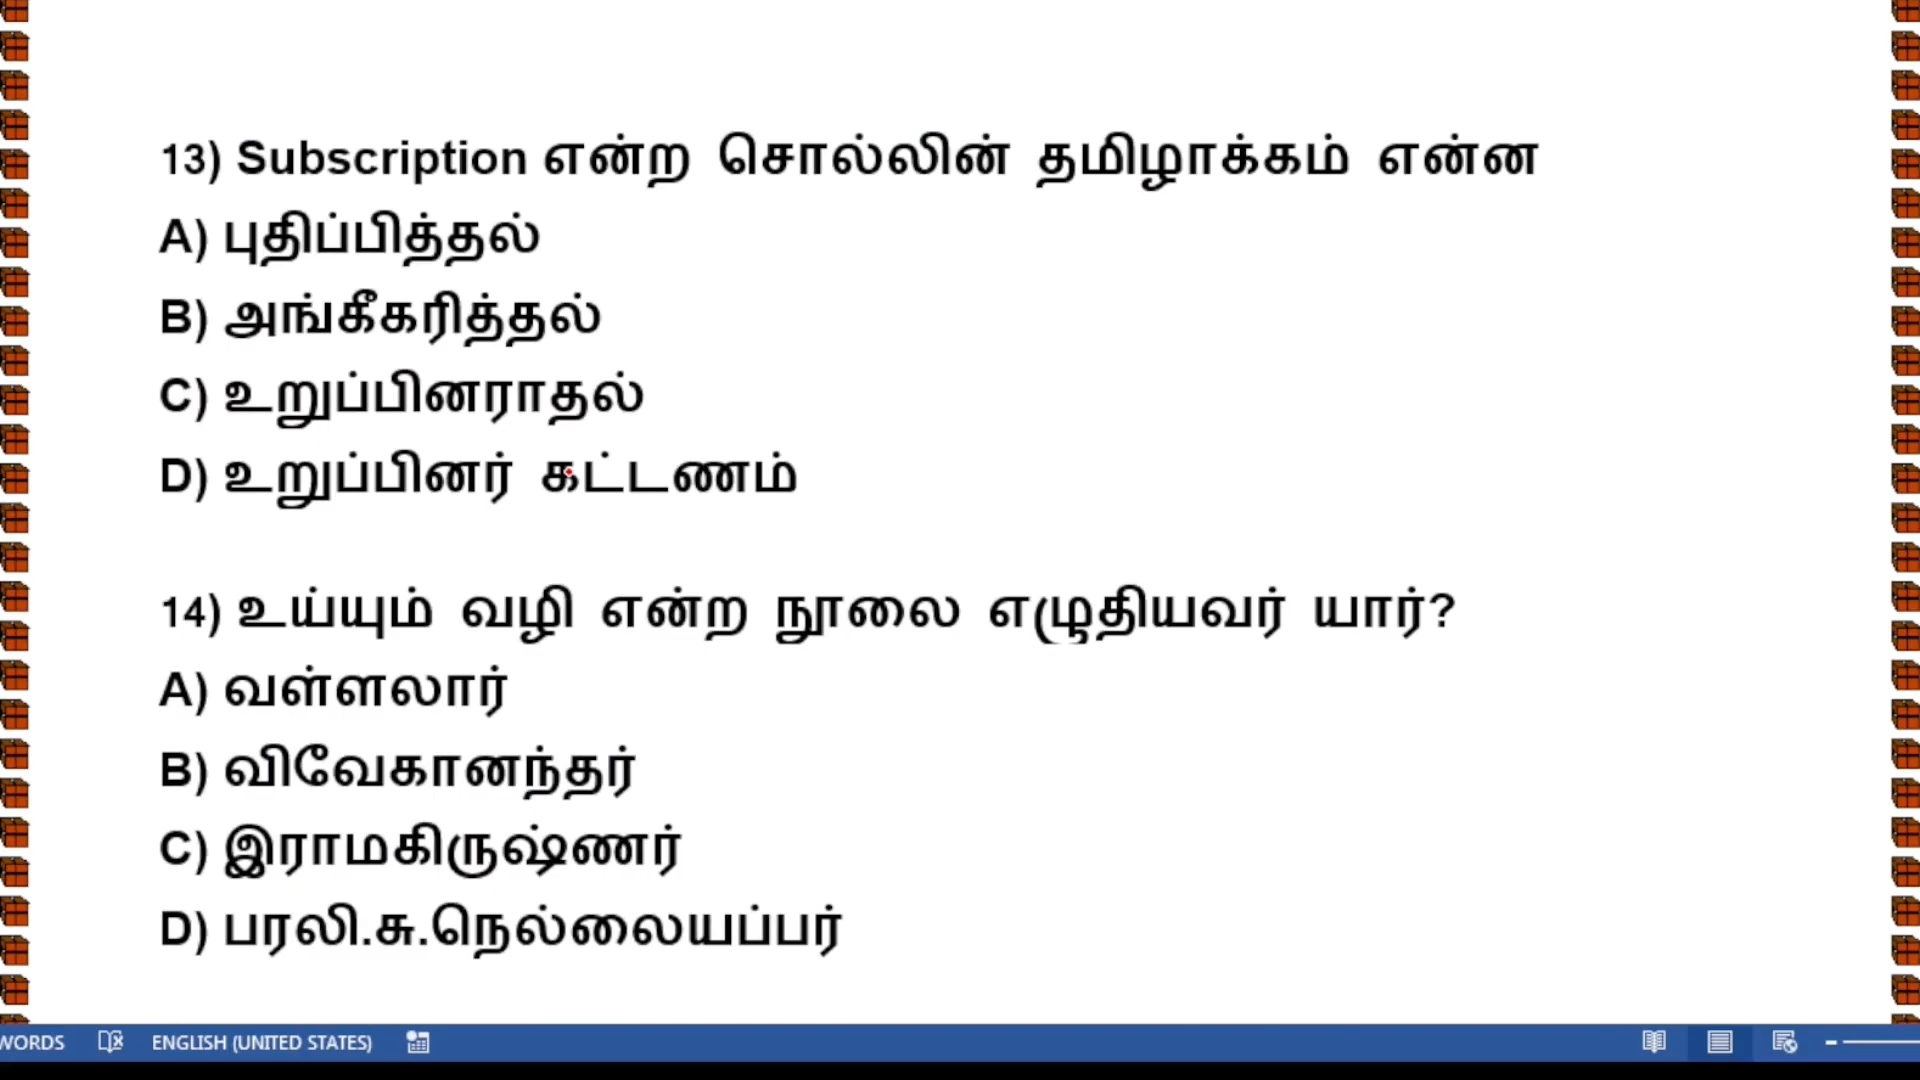 13) Subscription என்ற சொல்லின் தமிழாக்கம் என்ன
A) புதிப்பித்தல்
B) அங்கீகரித்தல்
C) உறுப்பினராதல்
D) உறுப்பினர் கட்டணம்
14) உய்யும் வழி என்ற நூலை எழுதியவர் யார்?
A) வள்ளலார்
B) விவேகானந்தர்
C) இராமகிருஷ்ணர்
D) பரலி.சு.நெல்லையப்பர்
WORDS ENGLISH (UNITED STATES)